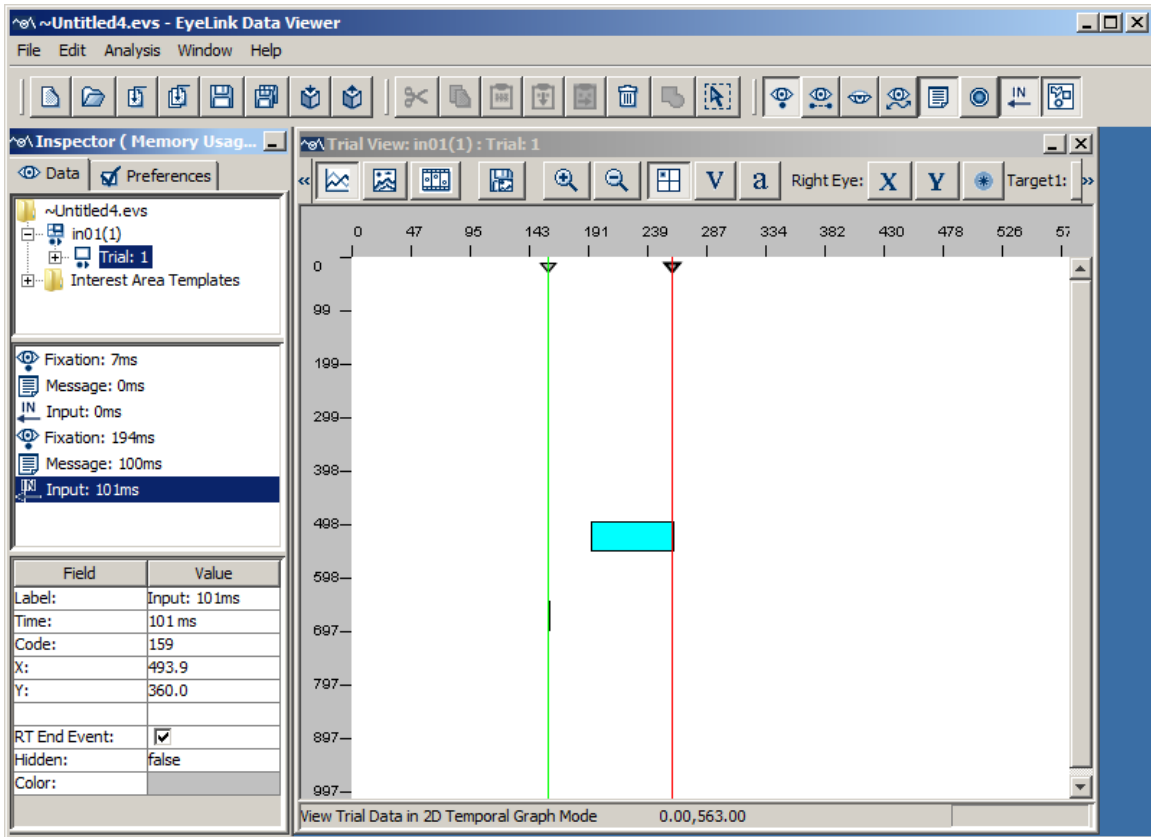 ~Untitled4.evs - EyeLink Data Viewer
File Edit Analysis Window Help
IN
Inspector ( Memory Usag...
Data Preferences
~Untitled4.evs
in01(1)
Trial: 1
Interest Area Templates
Fixation: 7ms
Message: 0ms
IN Input: 0ms
Fixation: 194ms
Message: 100ms
IN Input: 101ms
Field Value
Label: Input: 101ms
Time: 101 ms
Code: 159
X: 493.9
Y: 360.0
RT End Event:
Hidden: false
Color:
Trial View: in01(1) : Trial: 1
V a Right Eye: X Y Target1:
0 47 95 143 191 239 287 334 382 430 478 526 57
0
99
199
299
398
498
598
697
797
897
997
View Trial Data in 2D Temporal Graph Mode 0.00,563.00